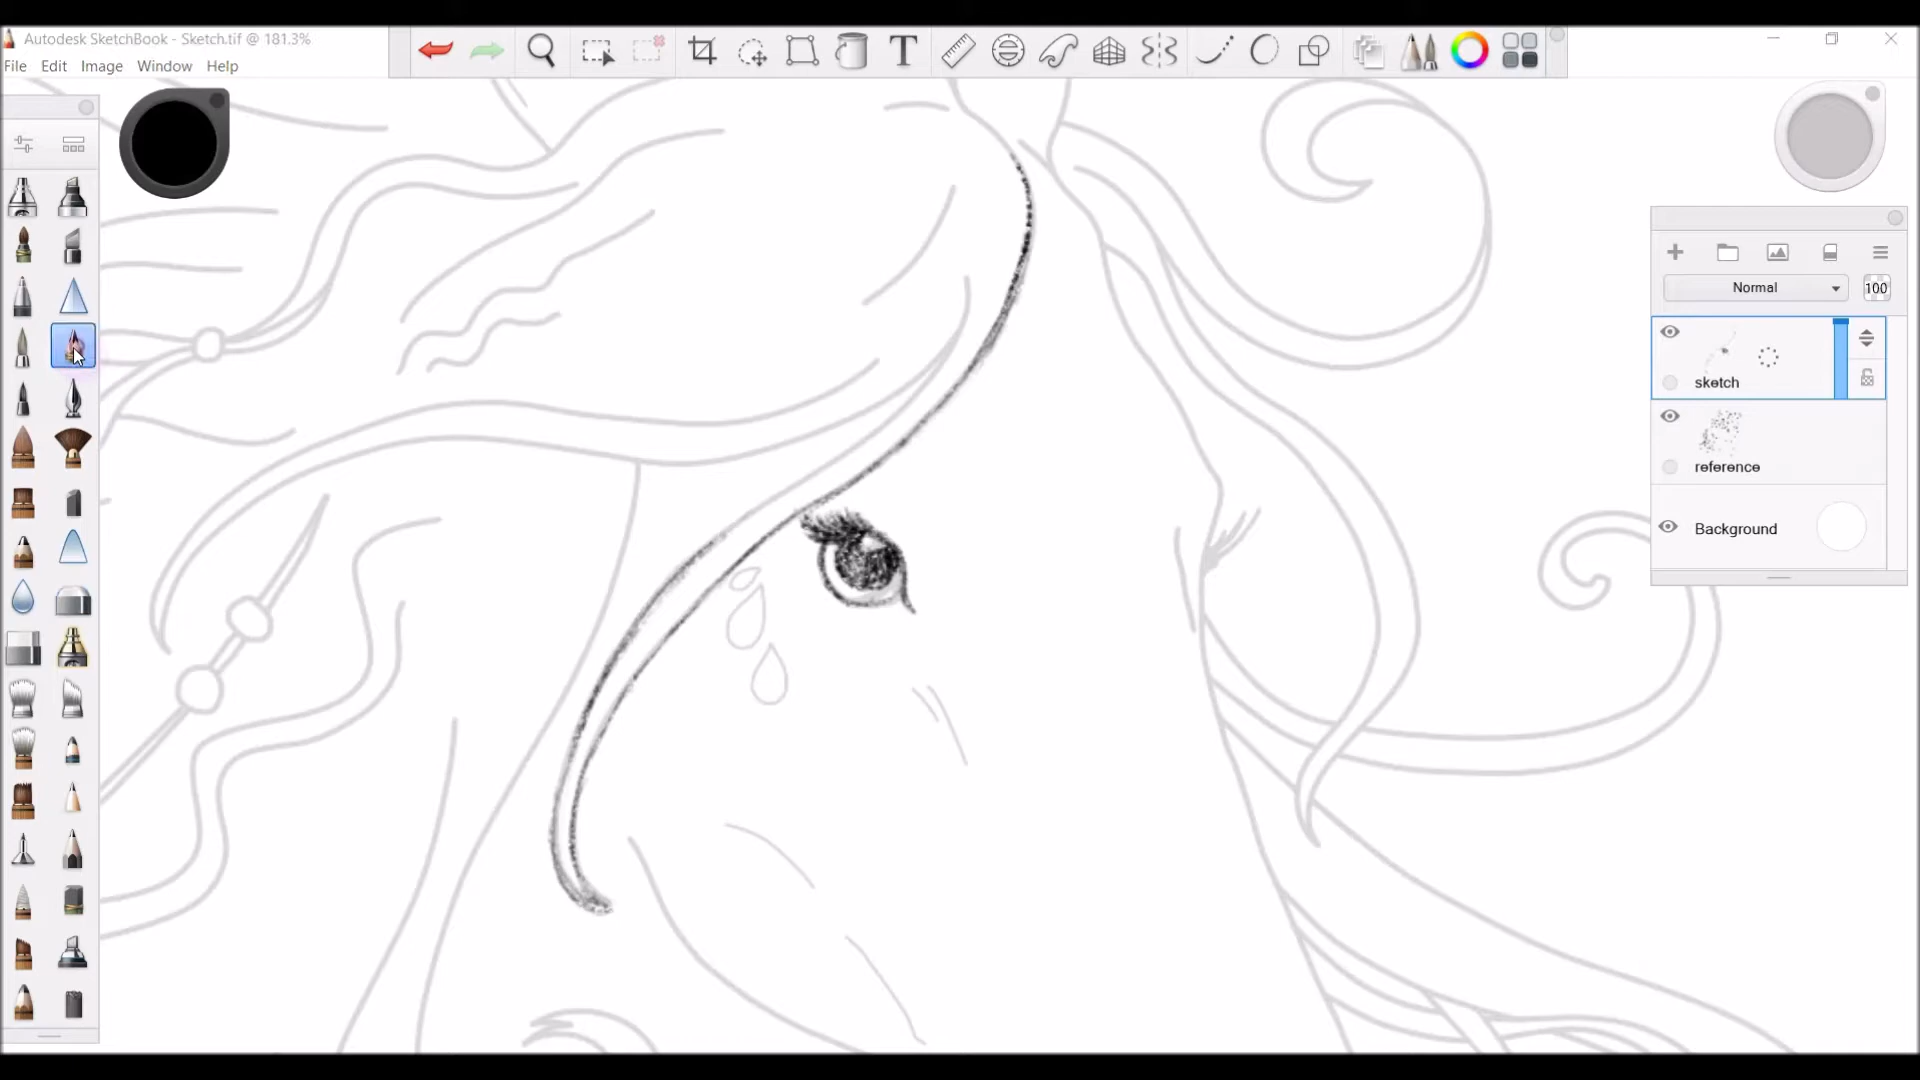 Autodesk SketchBook - Sketch.tif @ 181.3%
File Edit Image Window Help
T
Normal 100
sketch
reference
Background